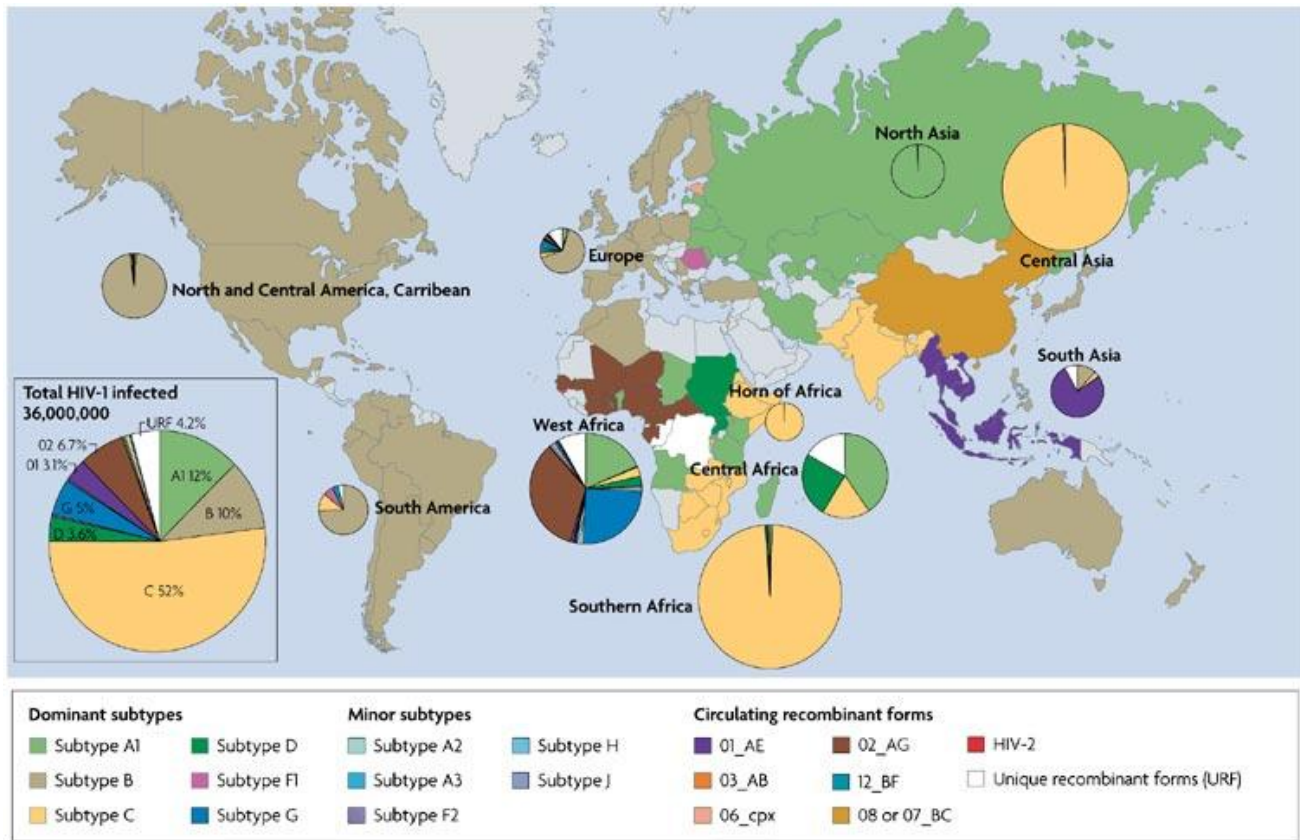 North Asia
Central Asia
Europe
North and Central America, Carribean
South Asia
Horn of Africa
Total HIV-1 infected
36,000,000
URF 4.2%
02 6.7%
01 3.1%
A1 12%
G 5%
B 10%
D 3.6%
C 52%
West Africa
Central Africa
South America
Southern Africa
Dominant subtypes
Minor subtypes
Circulating recombinant forms
Subtype A1
Subtype D
Subtype A2
Subtype H
01_AE
02_AG
HIV-2
Subtype B
Subtype F1
Subtype A3
Subtype J
03_AB
12_BF
Unique recombinant forms (URF)
Subtype C
Subtype G
Subtype F2
06_cpx
08 or 07_BC